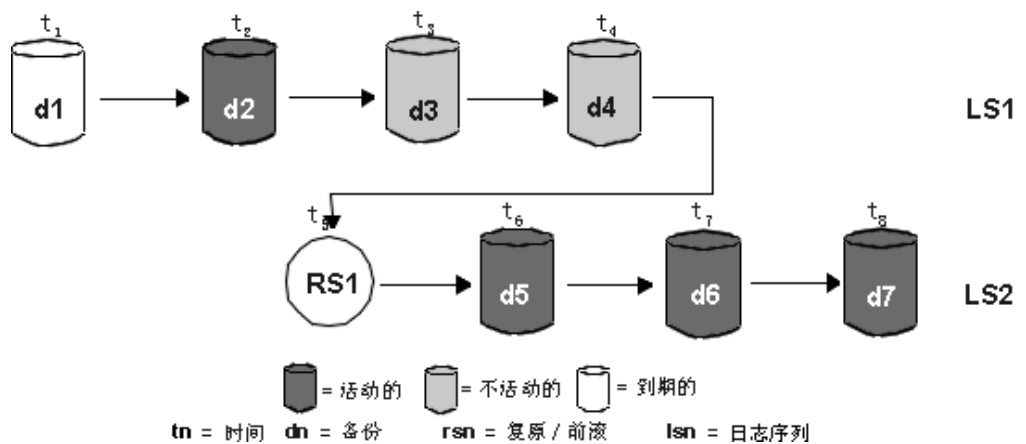 t1 t2 t3 t4
d1 d2 d3 d4 LS1
t5 t6 t7 t8
RS1 d5 d6 d7 LS2
= 活动的 = 不活动的 = 到期的
tn = 时间 dn = 备份 rsn = 复原 / 前滚 lsn = 日志序列